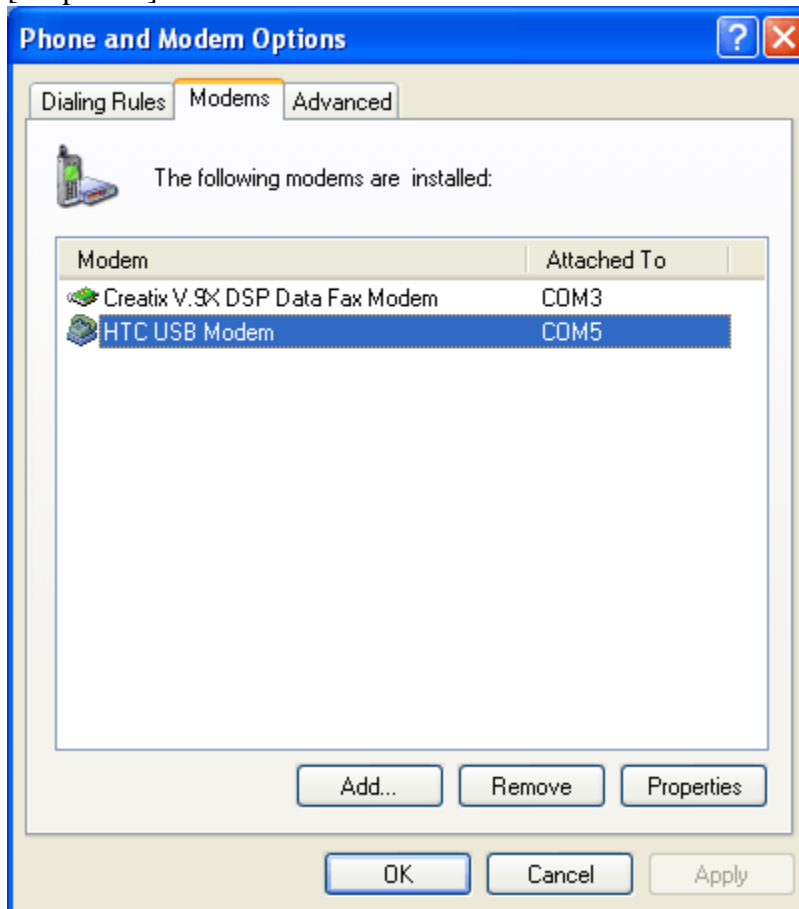 Phone and Modem Options
Dialing Rules Modems Advanced
The following modems are installed:
Modem Attached To
Creatix V.9X DSP Data Fax Modem COM3
HTC USB Modem COM5
Add... Remove Properties
OK Cancel Apply